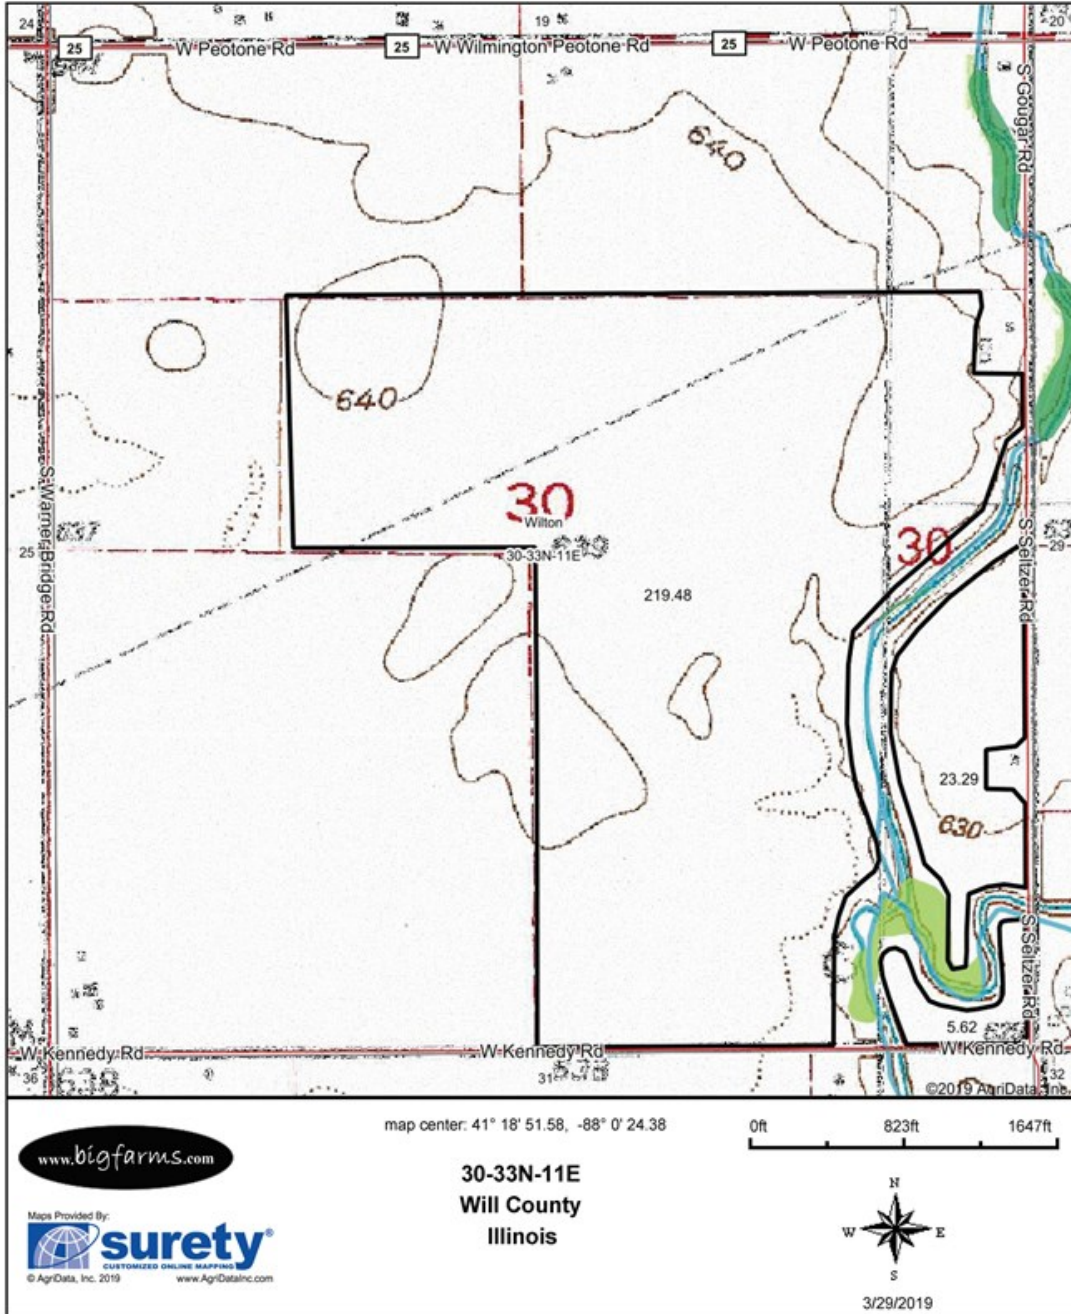 24
19
20
25
W Peotone Rd
25
W Wilmington Peotone Rd
25
W Peotone Rd
S Gougar Rd
640
640
30
Wilton
30-33N-11E
30
25
29
S Warner Bridge Rd
S Seltzer Rd
219.48
23.29
630
S Seltzer Rd
5.62
W Kennedy Rd
W Kennedy Rd
W Kennedy Rd
36
31
32
©2019 AgriData, Inc.
map center: 41° 18' 51.58, -88° 0' 24.38
0ft 823ft 1647ft
www.bigfarms.com
30-33N-11E
Will County
Illinois
Maps Provided By:
surety®
CUSTOMIZED ONLINE MAPPING
© AgriData, Inc. 2019 www.AgriDataInc.com
N
W E
S
3/29/2019